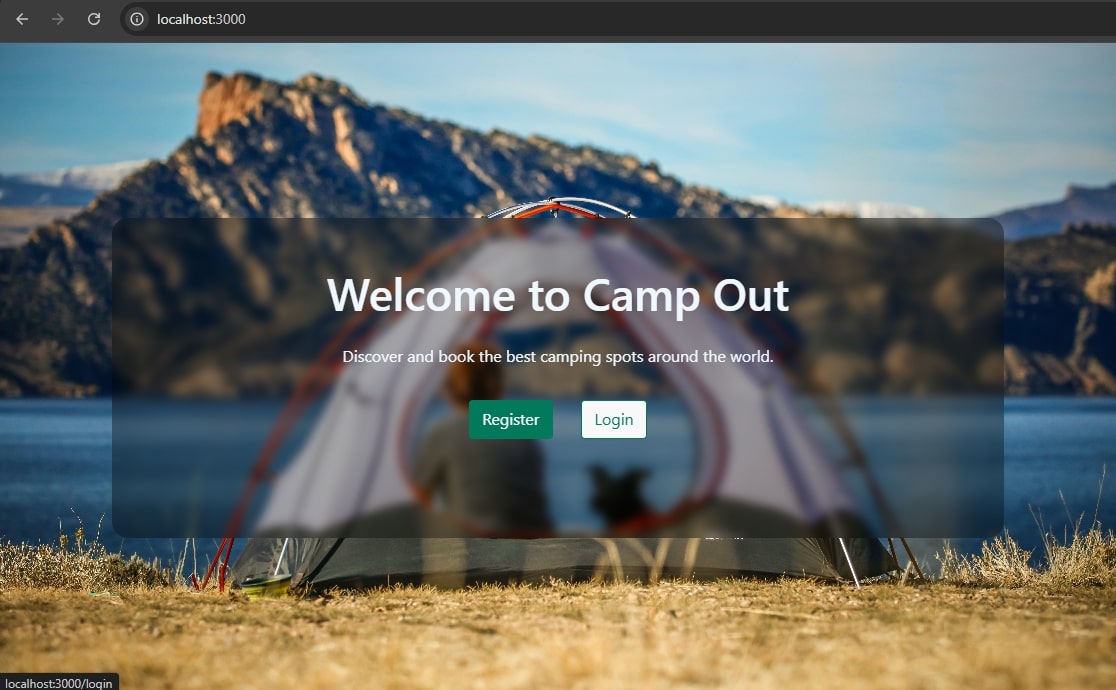 localhost:3000
Welcome to Camp Out
Discover and book the best camping spots around the world.
Register
Login
localhost:3000/login